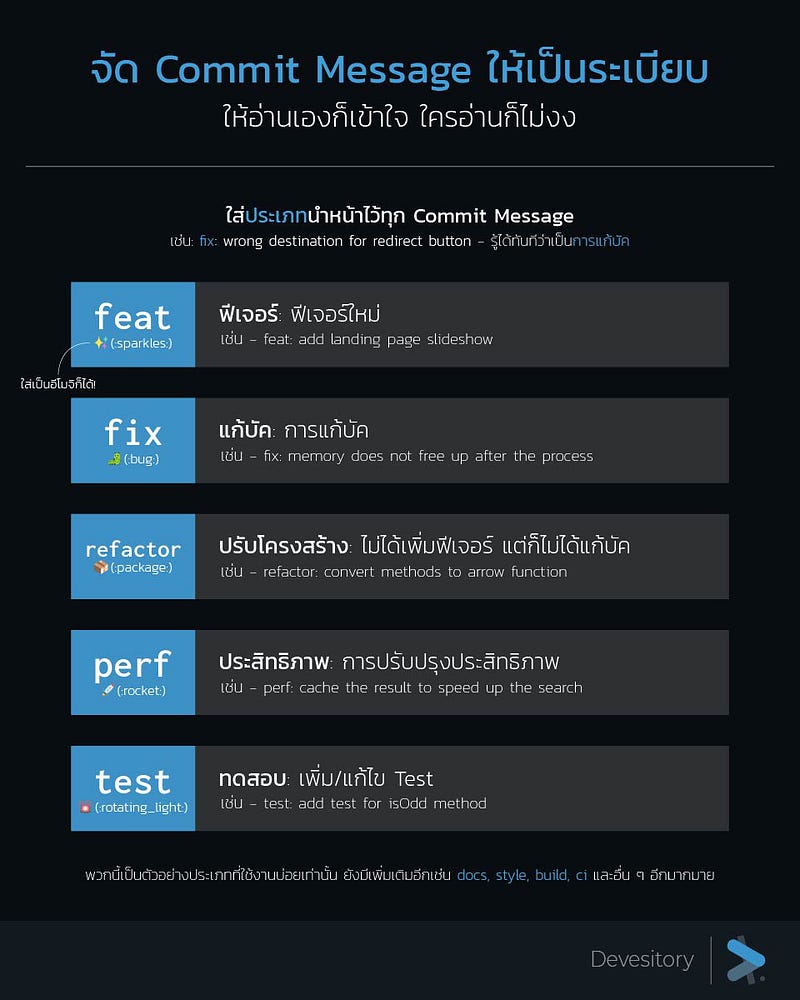 จัด Commit Message ให้เป็นระเบียบ
ให้อ่านเองก็เข้าใจ ใครอ่านก็ไม่งง
ใส่ประเภทนำหน้าไว้ทุก Commit Message
เช่น: fix: wrong destination for redirect button - รู้ได้ทันทีว่าเป็นการแก้บัค
feat
✨ (:sparkles:)
ใส่เป็นอีโมจิก็ได้!
ฟีเจอร์: ฟีเจอร์ใหม่
เช่น - feat: add landing page slideshow
fix
🐛 (:bug:)
แก้บัค: การแก้บัค
เช่น - fix: memory does not free up after the process
refactor
📦 (:package:)
ปรับโครงสร้าง: ไม่ได้เพิ่มฟีเจอร์ แต่ก็ไม่ได้แก้บัค
เช่น - refactor: convert methods to arrow function
perf
🚀 (:rocket:)
ประสิทธิภาพ: การปรับปรุงประสิทธิภาพ
เช่น - perf: cache the result to speed up the search
test
🚨 (:rotating_light:)
ทดสอบ: เพิ่ม/แก้ไข Test
เช่น - test: add test for isOdd method
พวกนี้เป็นตัวอย่างประเภทที่ใช้งานบ่อยเท่านั้น ยังมีเพิ่มเติมอีกเช่น docs, style, build, ci และอื่น ๆ อีกมากมาย
Devesitory